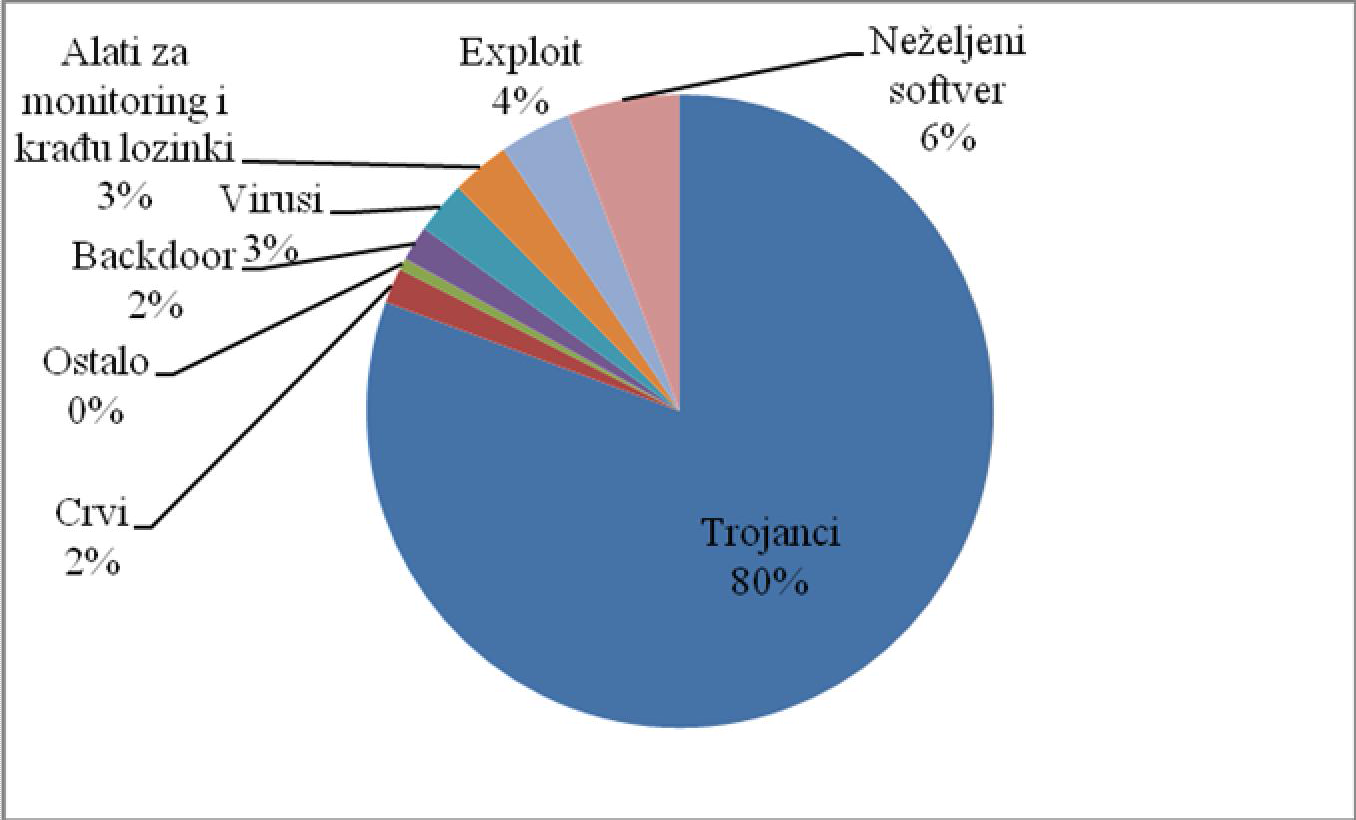 Alati za
monitoring i
krađu lozinki
3%
Exploit
4%
Neželjeni
softver
6%
Virusi
3%
Backdoor
2%
Ostalo
0%
Crvi
2%
Trojanci
80%